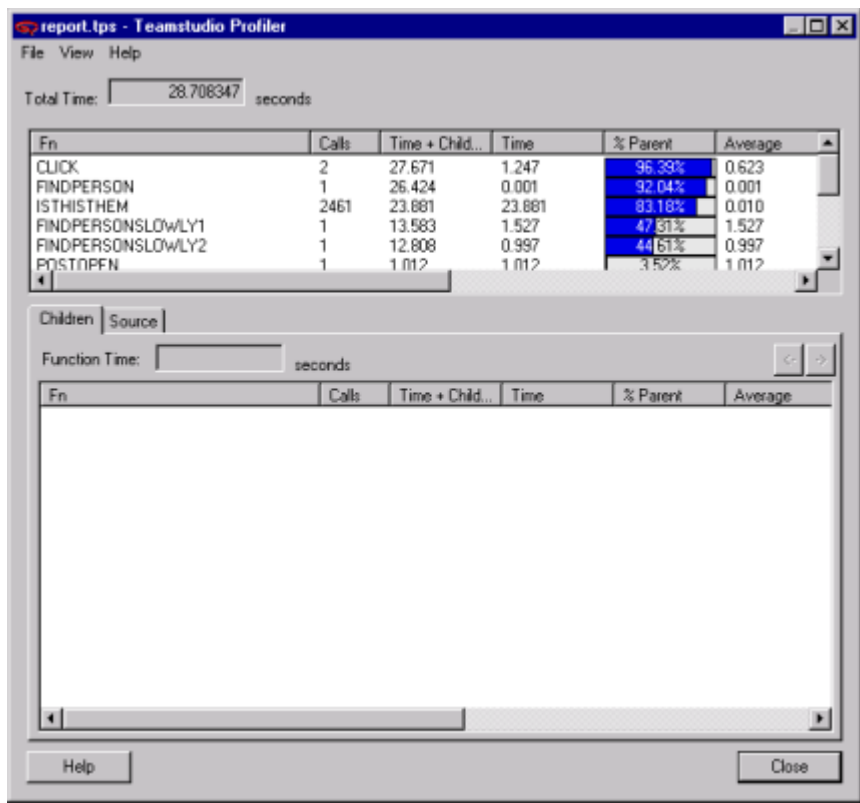 report.tps - Teamstudio Profiler
File View Help
Total Time: 28.708347 seconds
Fn Calls Time + Child... Time % Parent Average
CLICK 2 27.671 1.247 96.39% 0.623
FINDPERSON 1 26.424 0.001 92.04% 0.001
ISTHISTHEM 2461 23.881 23.881 83.18% 0.010
FINDPERSONSLOWLY1 1 13.583 1.527 47.31% 1.527
FINDPERSONSLOWLY2 1 12.808 0.997 44.61% 0.997
POSTOPEN 1 1.012 1.012 3.52% 1.012
Children Source
Function Time: seconds
<- ->
Fn Calls Time + Child... Time % Parent Average
Help Close